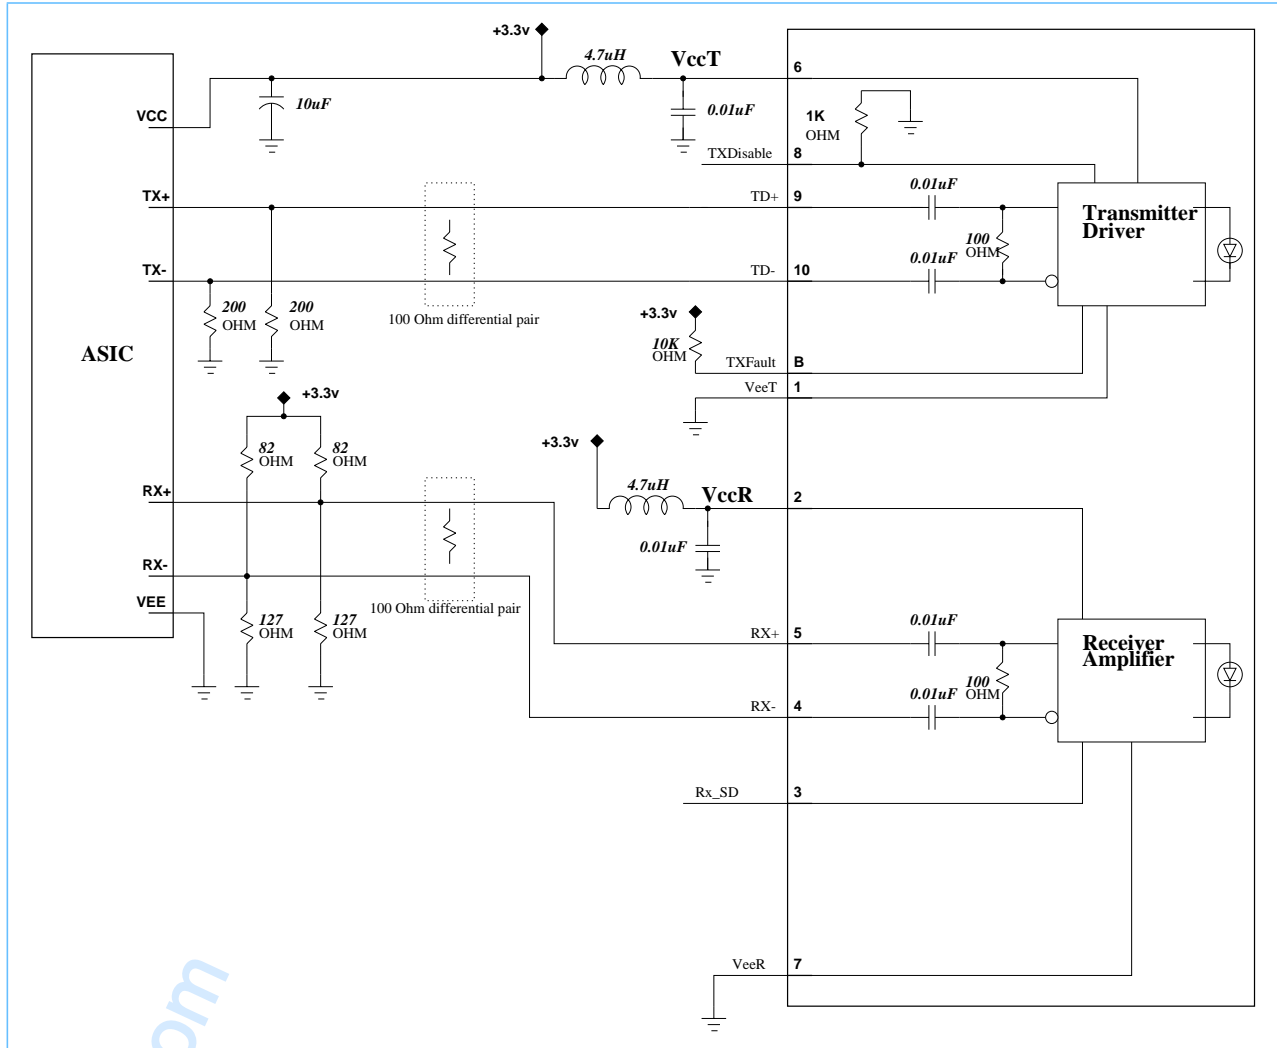 +3.3v
4.7uH
VccT
6
10uF
0.01uF
VCC
1K
OHM
TXDisable
8
0.01uF
TX+
TD+
9
Transmitter
Driver
100
OHM
0.01uF
TX-
TD-
10
200
OHM
200
OHM
100 Ohm differential pair
+3.3v
10K
OHM
ASIC
TXFault
B
VeeT
1
+3.3v
82
OHM
82
OHM
+3.3v
4.7uH
VccR
2
RX+
0.01uF
RX-
VEE
100 Ohm differential pair
127
OHM
127
OHM
RX+
5
0.01uF
Receiver
Amplifier
100
OHM
0.01uF
RX-
4
Rx_SD
3
VeeR
7
om